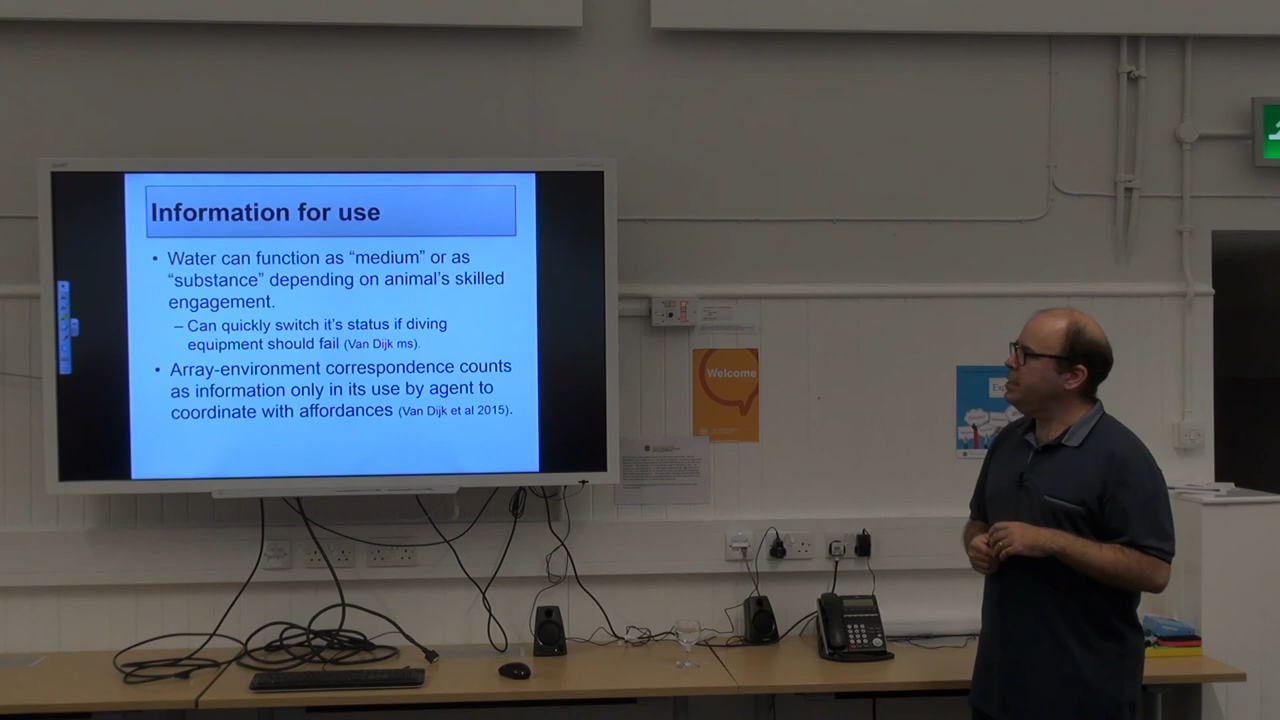 Information for use
• Water can function as “medium” or as
“substance” depending on animal’s skilled
engagement.
– Can quickly switch it’s status if diving
equipment should fail (Van Dijk ms).
• Array-environment correspondence counts
as information only in its use by agent to
coordinate with affordances (Van Dijk et al 2015).
Welcome